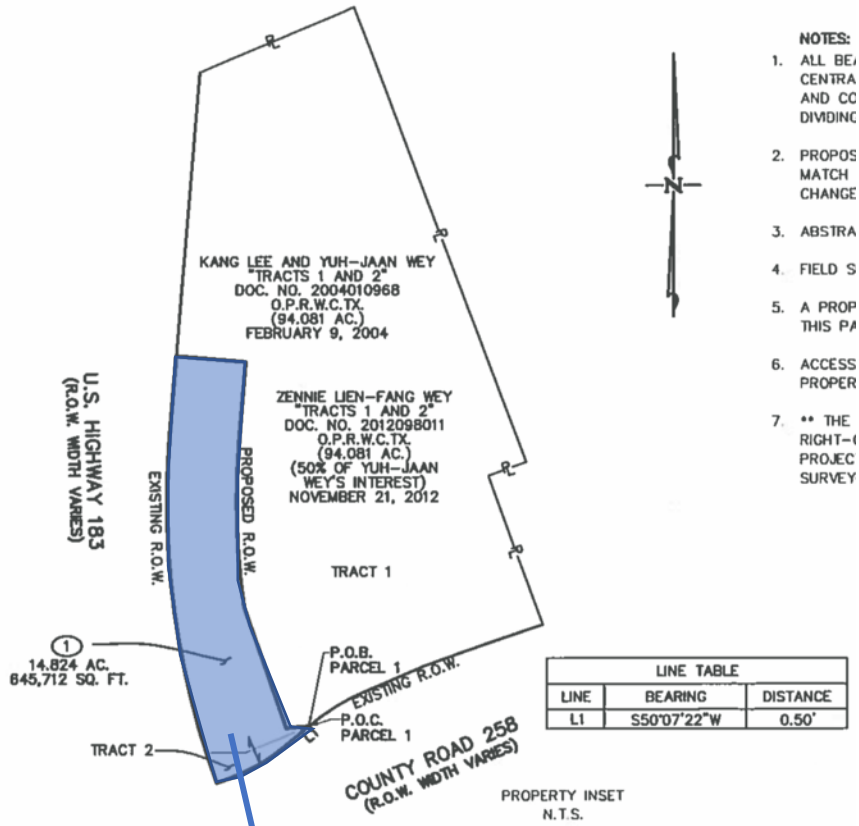 KANG LEE AND YUH-JAAN WEY
"TRACTS 1 AND 2"
DOC. NO. 2004010968
O.P.R.W.C.TX.
(94.081 AC.)
FEBRUARY 9, 2004
ZENNIE LIEN-FANG WEY
"TRACTS 1 AND 2"
DOC. NO. 2012098011
O.P.R.W.C.TX.
(94.081 AC.)
(50% OF YUH-JAAN
WEY'S INTEREST)
NOVEMBER 21, 2012
U.S. HIGHWAY 183
(R.O.W. WIDTH VARIES)
EXISTING R.O.W.
PROPOSED R.O.W.
TRACT 1
1
14.824 AC.
645,712 SQ. FT.
TRACT 2
P.O.B.
PARCEL 1
P.O.C.
PARCEL 1
L1
EXISTING R.O.W.
COUNTY ROAD 258
(R.O.W. WIDTH VARIES)
PROPERTY INSET
N.T.S.
PL
PL
PL
PL
N
NOTES:
1. ALL BEA
CENTRA
AND CO
DIVIDING
2. PROPOS
MATCH
CHANGE
3. ABSTRA
4. FIELD S
5. A PROP
THIS PA
6. ACCESS
PROPER
7. ** THE
RIGHT-O
PROJECT
SURVEY
LINE TABLE
LINE BEARING DISTANCE
L1 S50°07'22"W 0.50'